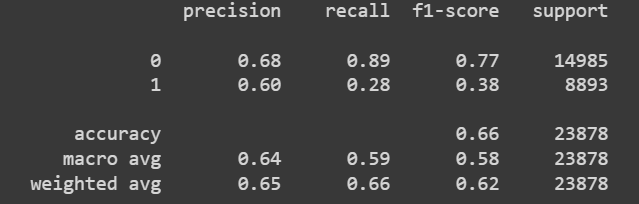 precision recall f1-score support
0 0.68 0.89 0.77 14985
1 0.60 0.28 0.38 8893
accuracy 0.66 23878
macro avg 0.64 0.59 0.58 23878
weighted avg 0.65 0.66 0.62 23878